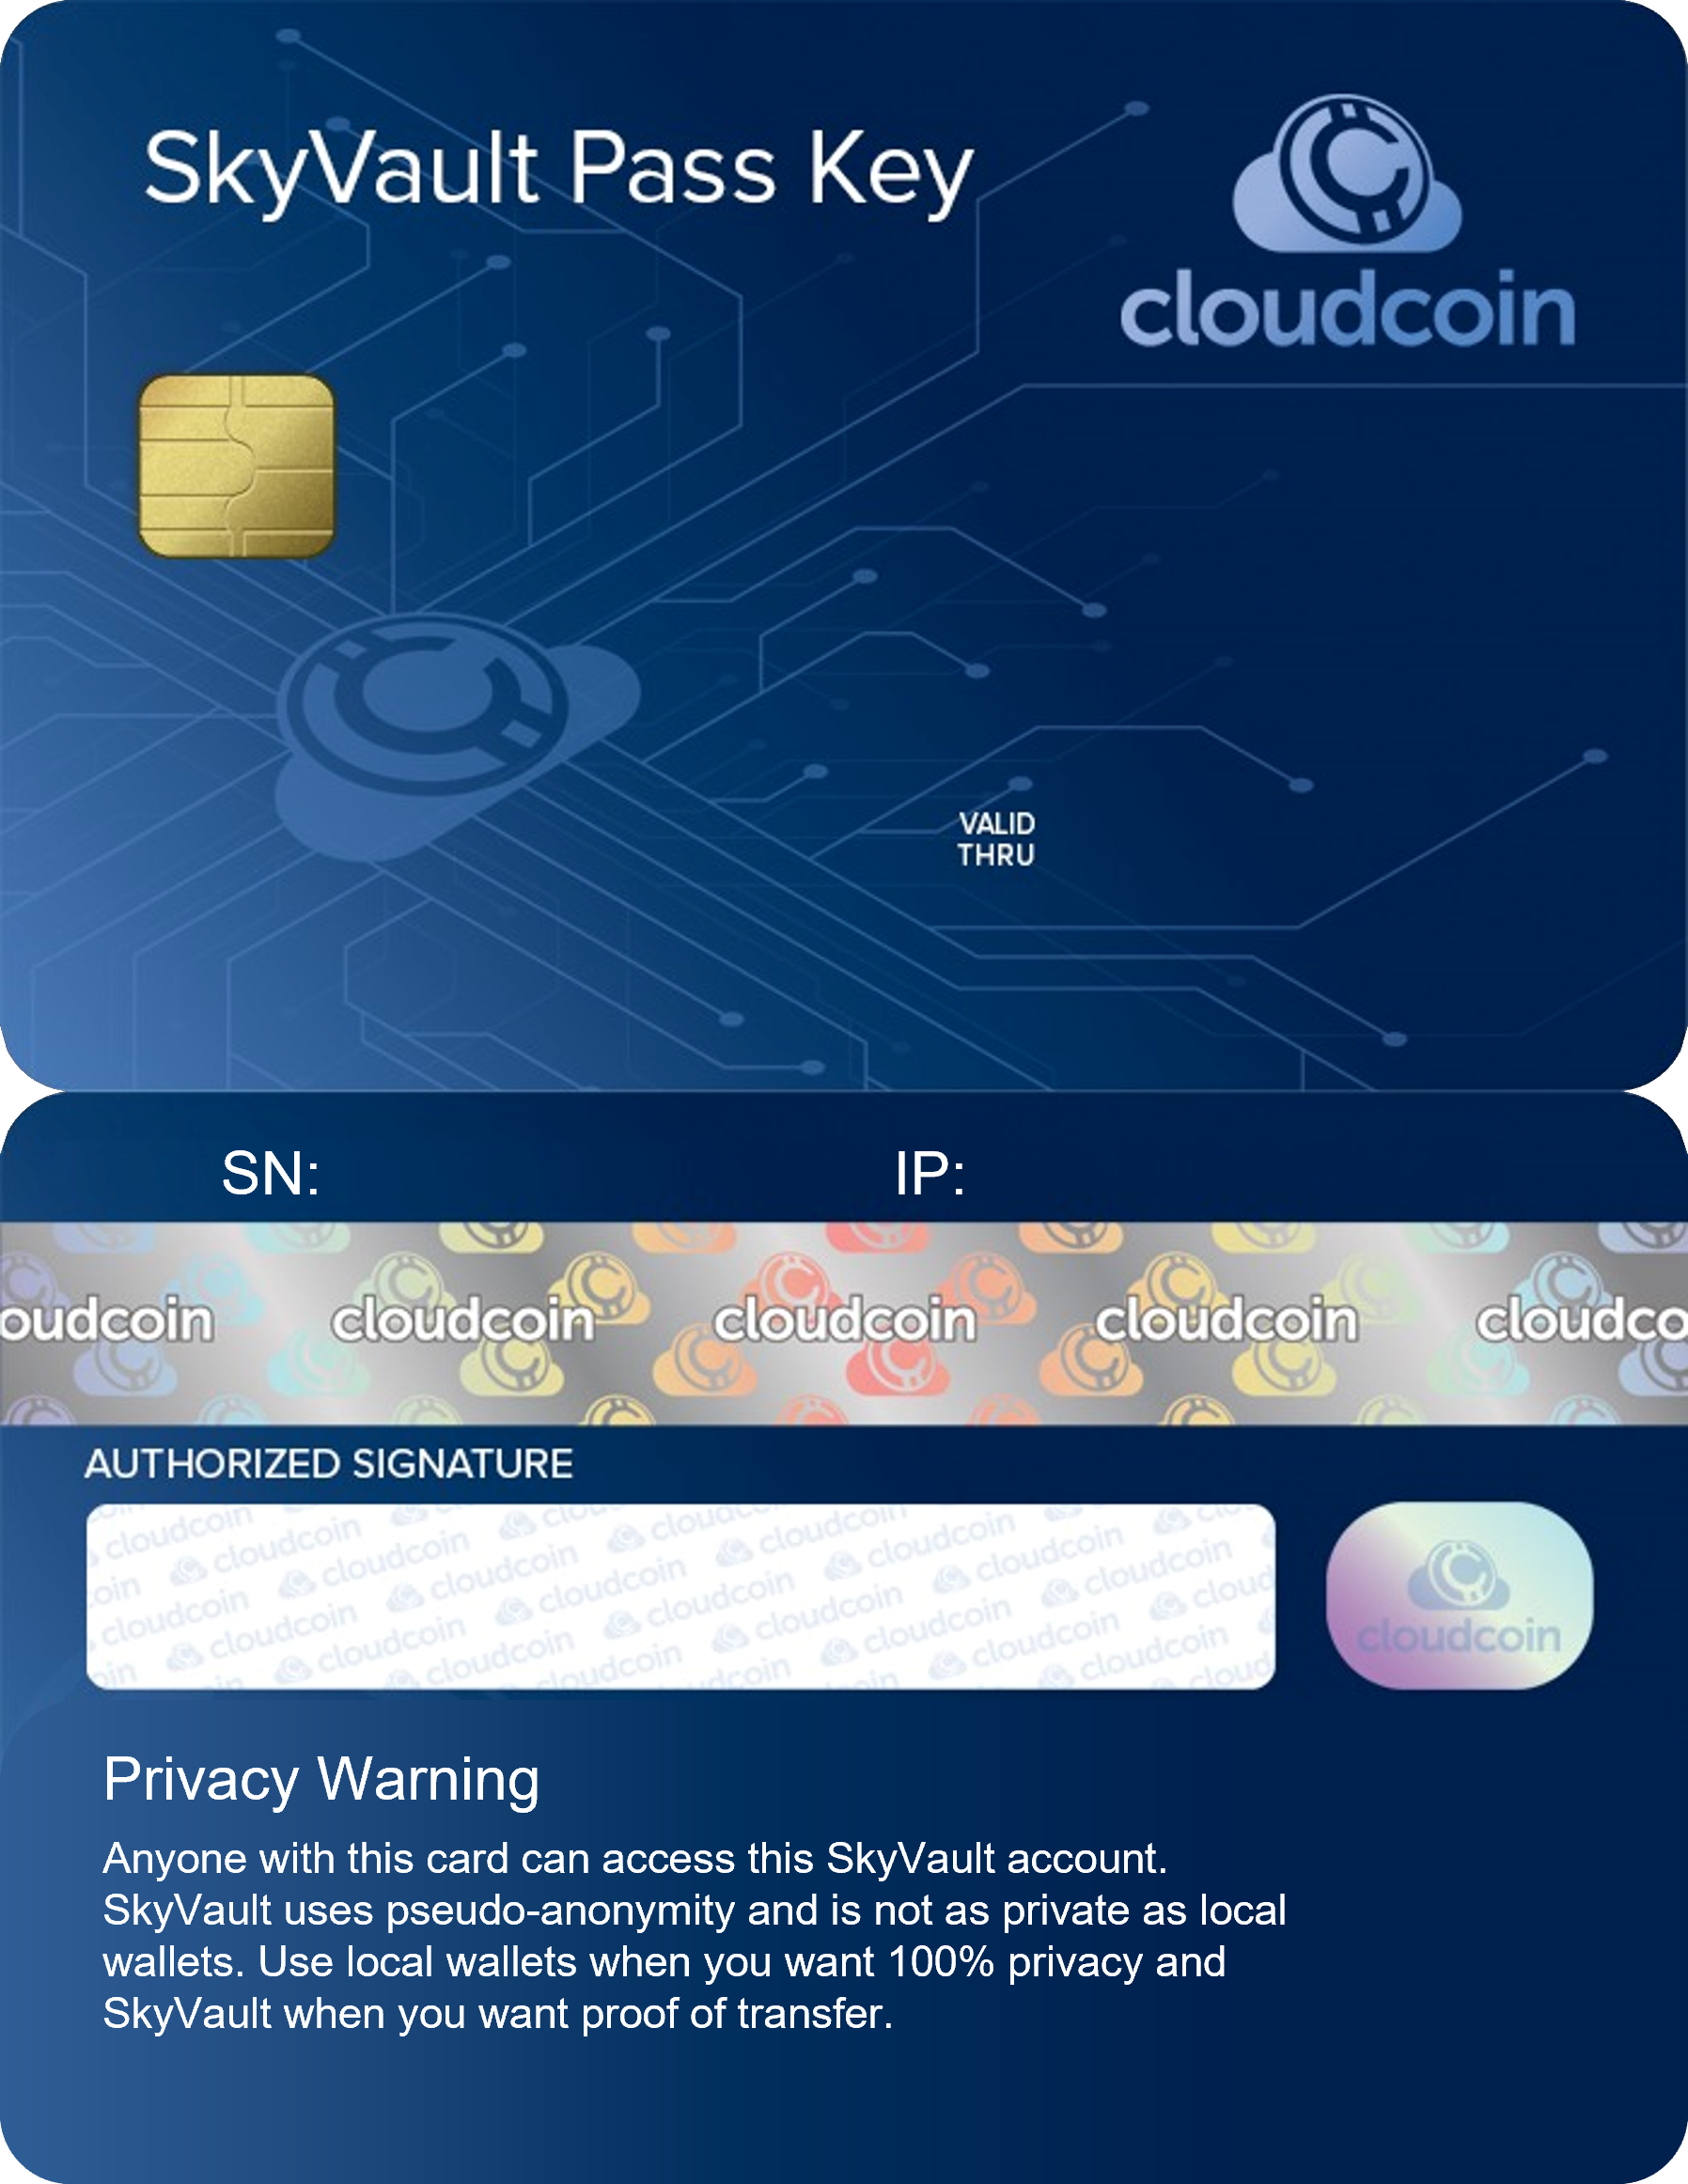 SkyVault Pass Key
cloudcoin
VALID
THRU
SN: IP:
oudcoin cloudcoin cloudcoin cloudcoin cloudco
AUTHORIZED SIGNATURE
cloudcoin
Privacy Warning
Anyone with this card can access this SkyVault account.
SkyVault uses pseudo-anonymity and is not as private as local
wallets. Use local wallets when you want 100% privacy and
SkyVault when you want proof of transfer.